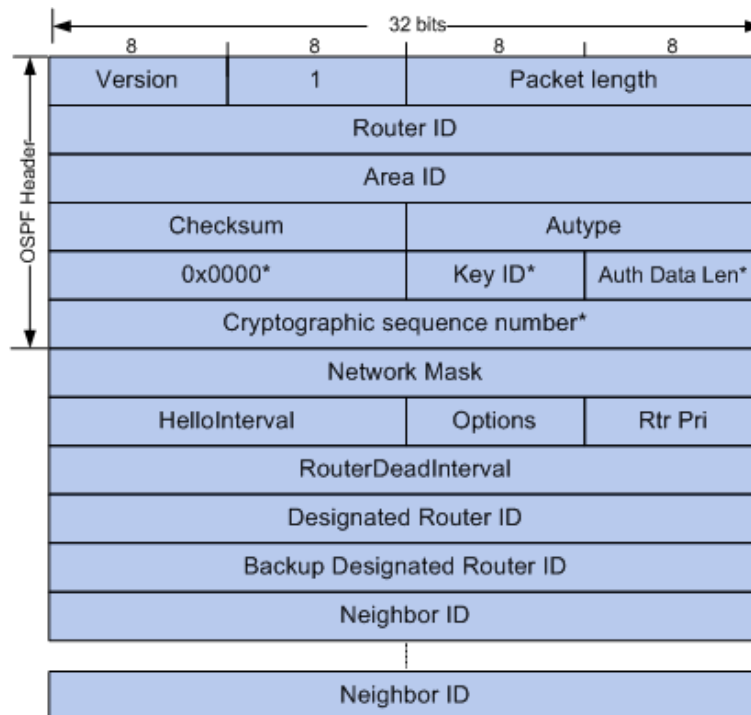 32 bits
8 8 8 8
Version 1 Packet length
Router ID
Area ID
Checksum Autype
0x0000* Key ID* Auth Data Len*
Cryptographic sequence number*
OSPF Header
Network Mask
HelloInterval Options Rtr Pri
RouterDeadInterval
Designated Router ID
Backup Designated Router ID
Neighbor ID
Neighbor ID